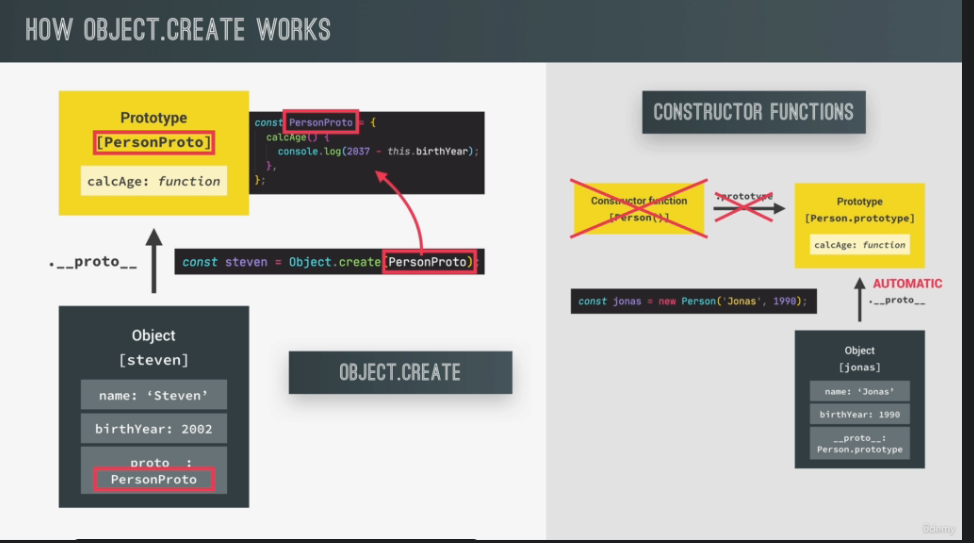 HOW OBJECT.CREATE WORKS
Prototype
[PersonProto]
calcAge: function
const PersonProto = {
calcAge() {
console.log(2037 - this.birthYear);
},
};
.__proto__
const steven = Object.create(PersonProto);
Object
[steven]
name: ‘Steven’
birthYear: 2002
__proto__:
PersonProto
OBJECT.CREATE
CONSTRUCTOR FUNCTIONS
Constructor function
[Person()]
.prototype
Prototype
[Person.prototype]
calcAge: function
AUTOMATIC
.__proto__
const jonas = new Person('Jonas', 1990);
Object
[jonas]
name: ‘Jonas’
birthYear: 1990
__proto__:
Person.prototype
ûdemy